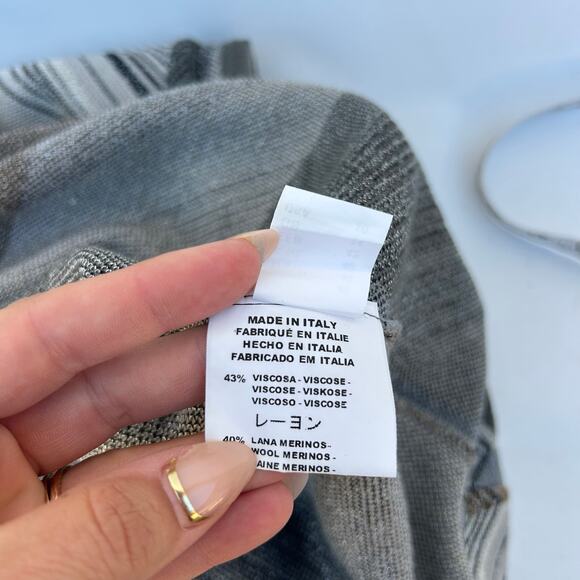 MADE IN ITALY
FABRIQUÉ EN ITALIE
HECHO EN ITALIA
FABRICADO EM ITALIA
43% VISCOSA - VISCOSE -
VISCOSE - VISKOSE -
VISCOSO - VISCOSE
レーヨン
40% LANA MERINOS-
WOOL MERINOS -
LAINE MERINOS-